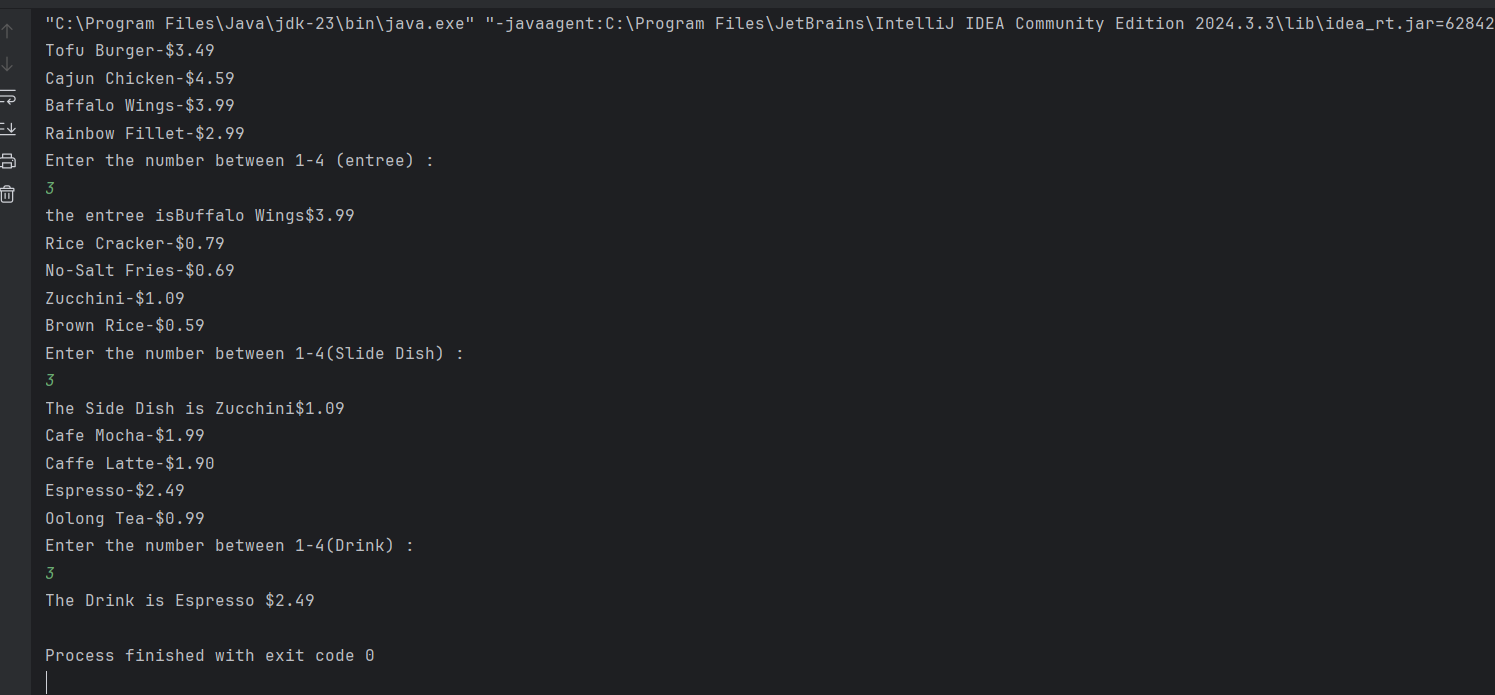 "C:\Program Files\Java\jdk-23\bin\java.exe" "-javaagent:C:\Program Files\JetBrains\IntelliJ IDEA Community Edition 2024.3.3\lib\idea_rt.jar=62842
Tofu Burger-$3.49
Cajun Chicken-$4.59
Baffalo Wings-$3.99
Rainbow Fillet-$2.99
Enter the number between 1-4 (entree) :
3
the entree isBuffalo Wings$3.99
Rice Cracker-$0.79
No-Salt Fries-$0.69
Zucchini-$1.09
Brown Rice-$0.59
Enter the number between 1-4(Slide Dish) :
3
The Side Dish is Zucchini$1.09
Cafe Mocha-$1.99
Caffe Latte-$1.90
Espresso-$2.49
Oolong Tea-$0.99
Enter the number between 1-4(Drink) :
3
The Drink is Espresso $2.49
Process finished with exit code 0